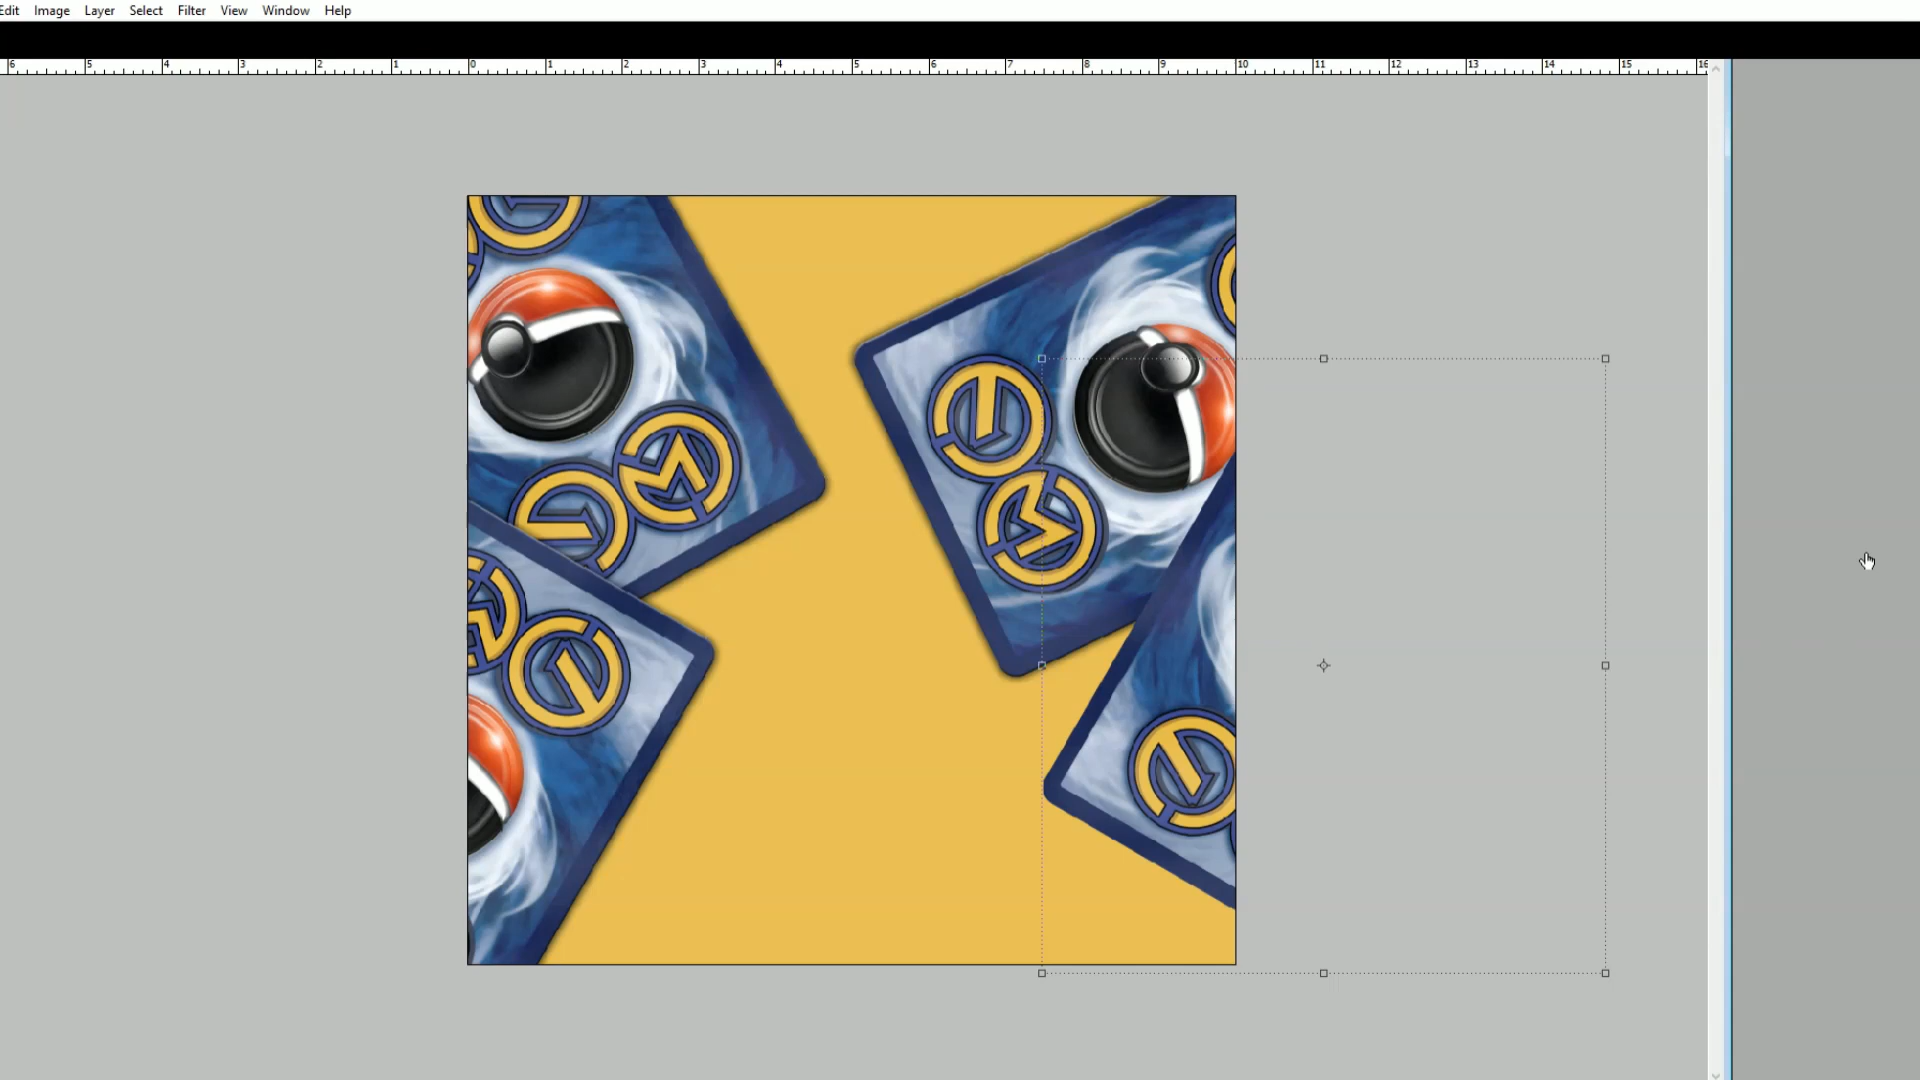 Edit Image Layer Select Filter View Window Help
6 5 4 3 2 1 0 1 2 3 4 5 6 7 8 9 10 11 12 13 14 15 16